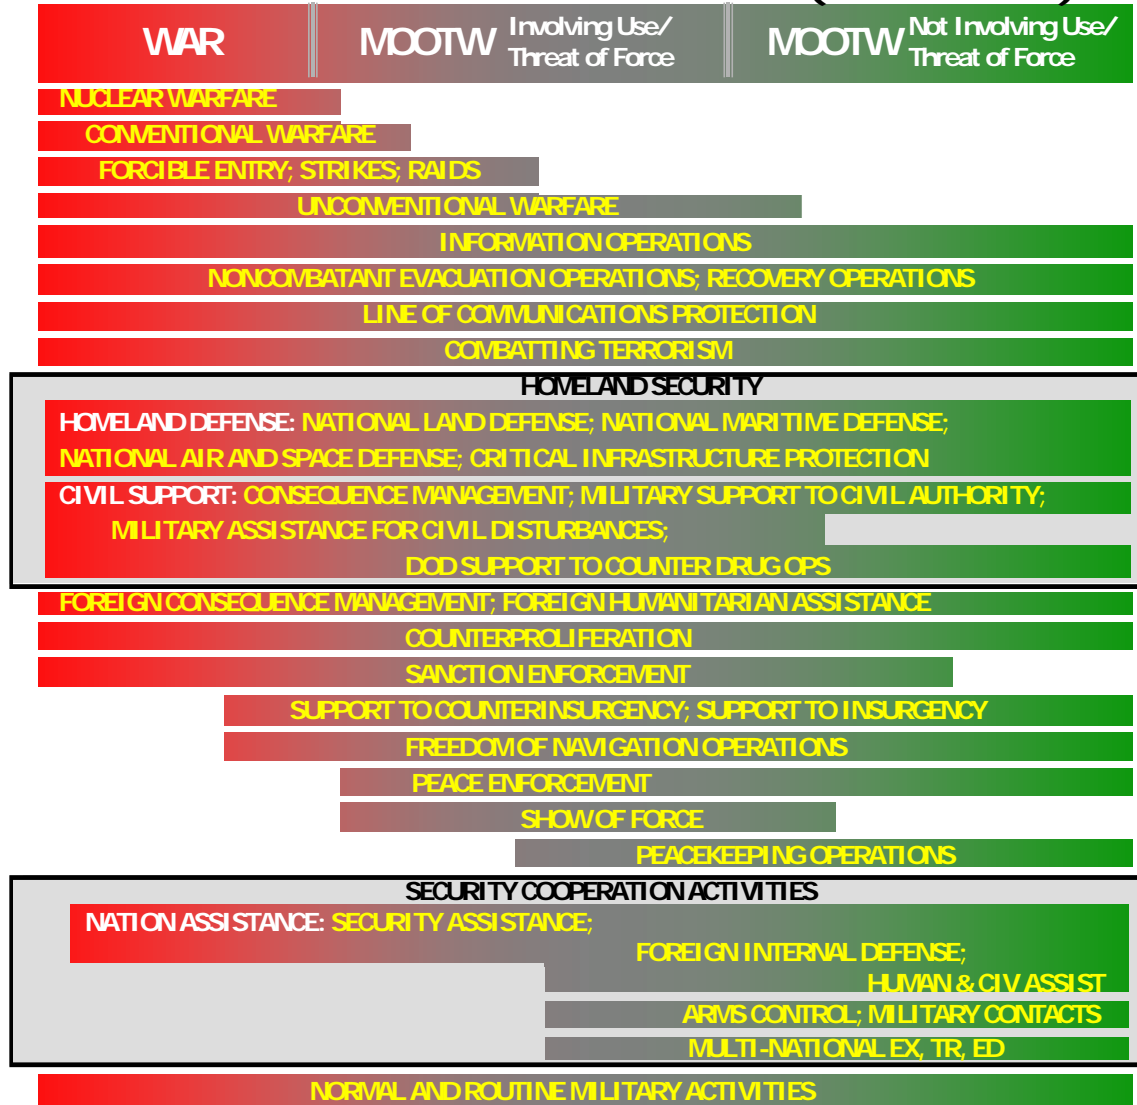 WAR
MOOTW Involving Use/
Threat of Force
MOOTW Not Involving Use/
Threat of Force
NUCLEAR WARFARE
CONVENTIONAL WARFARE
FORCIBLE ENTRY; STRIKES; RAIDS
UNCONVENTIONAL WARFARE
INFORMATION OPERATIONS
NONCOMBATANT EVACUATION OPERATIONS; RECOVERY OPERATIONS
LINE OF COMMUNICATIONS PROTECTION
COMBATTING TERRORISM
HOMELAND SECURITY
HOMELAND DEFENSE: NATIONAL LAND DEFENSE; NATIONAL MARITIME DEFENSE;
NATIONAL AIR AND SPACE DEFENSE; CRITICAL INFRASTRUCTURE PROTECTION
CIVIL SUPPORT: CONSEQUENCE MANAGEMENT; MILITARY SUPPORT TO CIVIL AUTHORITY;
MILITARY ASSISTANCE FOR CIVIL DISTURBANCES;
DOD SUPPORT TO COUNTER DRUG OPS
FOREIGN CONSEQUENCE MANAGEMENT; FOREIGN HUMANITARIAN ASSISTANCE
COUNTERPROLIFERATION
SANCTION ENFORCEMENT
SUPPORT TO COUNTERINSURGENCY; SUPPORT TO INSURGENCY
FREEDOM OF NAVIGATION OPERATIONS
PEACE ENFORCEMENT
SHOW OF FORCE
PEACEKEEPING OPERATIONS
SECURITY COOPERATION ACTIVITIES
NATION ASSISTANCE: SECURITY ASSISTANCE;
FOREIGN INTERNAL DEFENSE;
HUMAN & CIV ASSIST
ARMS CONTROL; MILITARY CONTACTS
MULTI-NATIONAL EX, TR, ED
NORMAL AND ROUTINE MILITARY ACTIVITIES